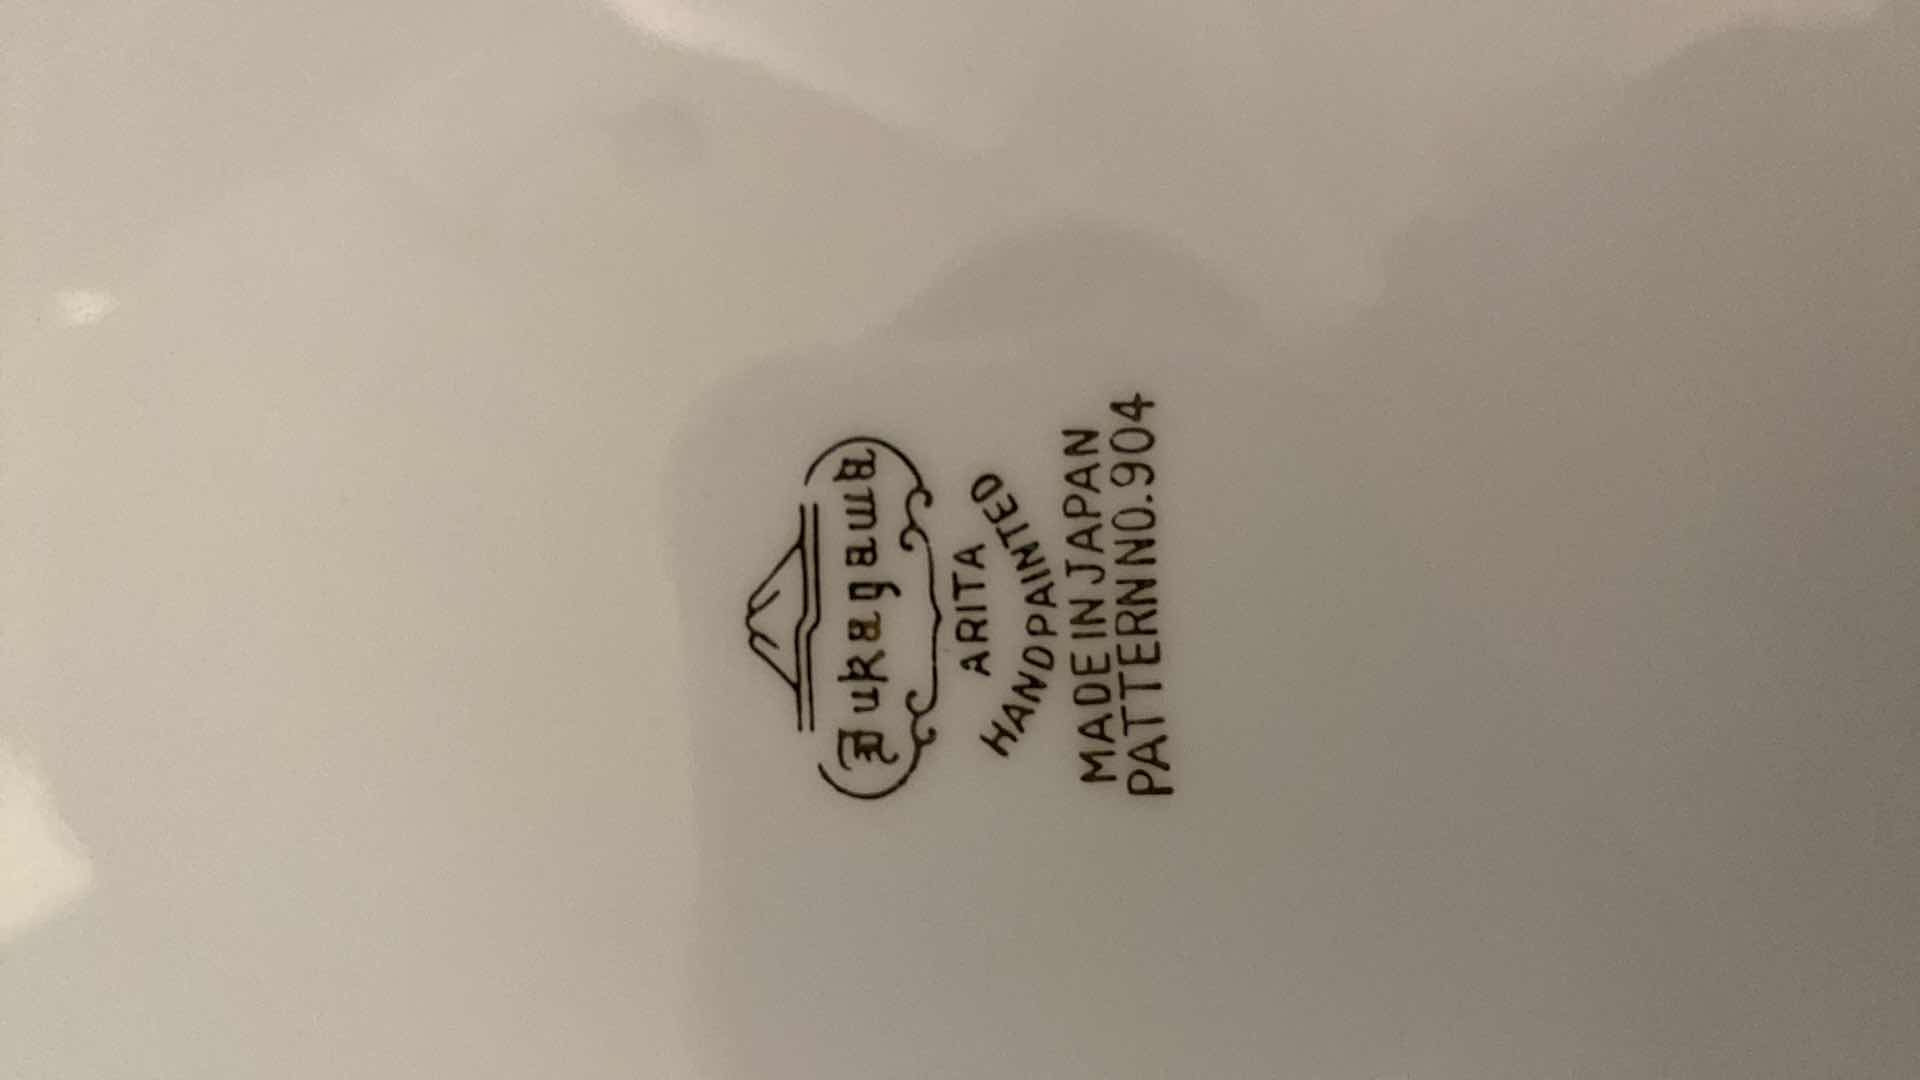 Fukagawa
ARITA
HANDPAINTED
MADE IN JAPAN
PATTERN NO.904